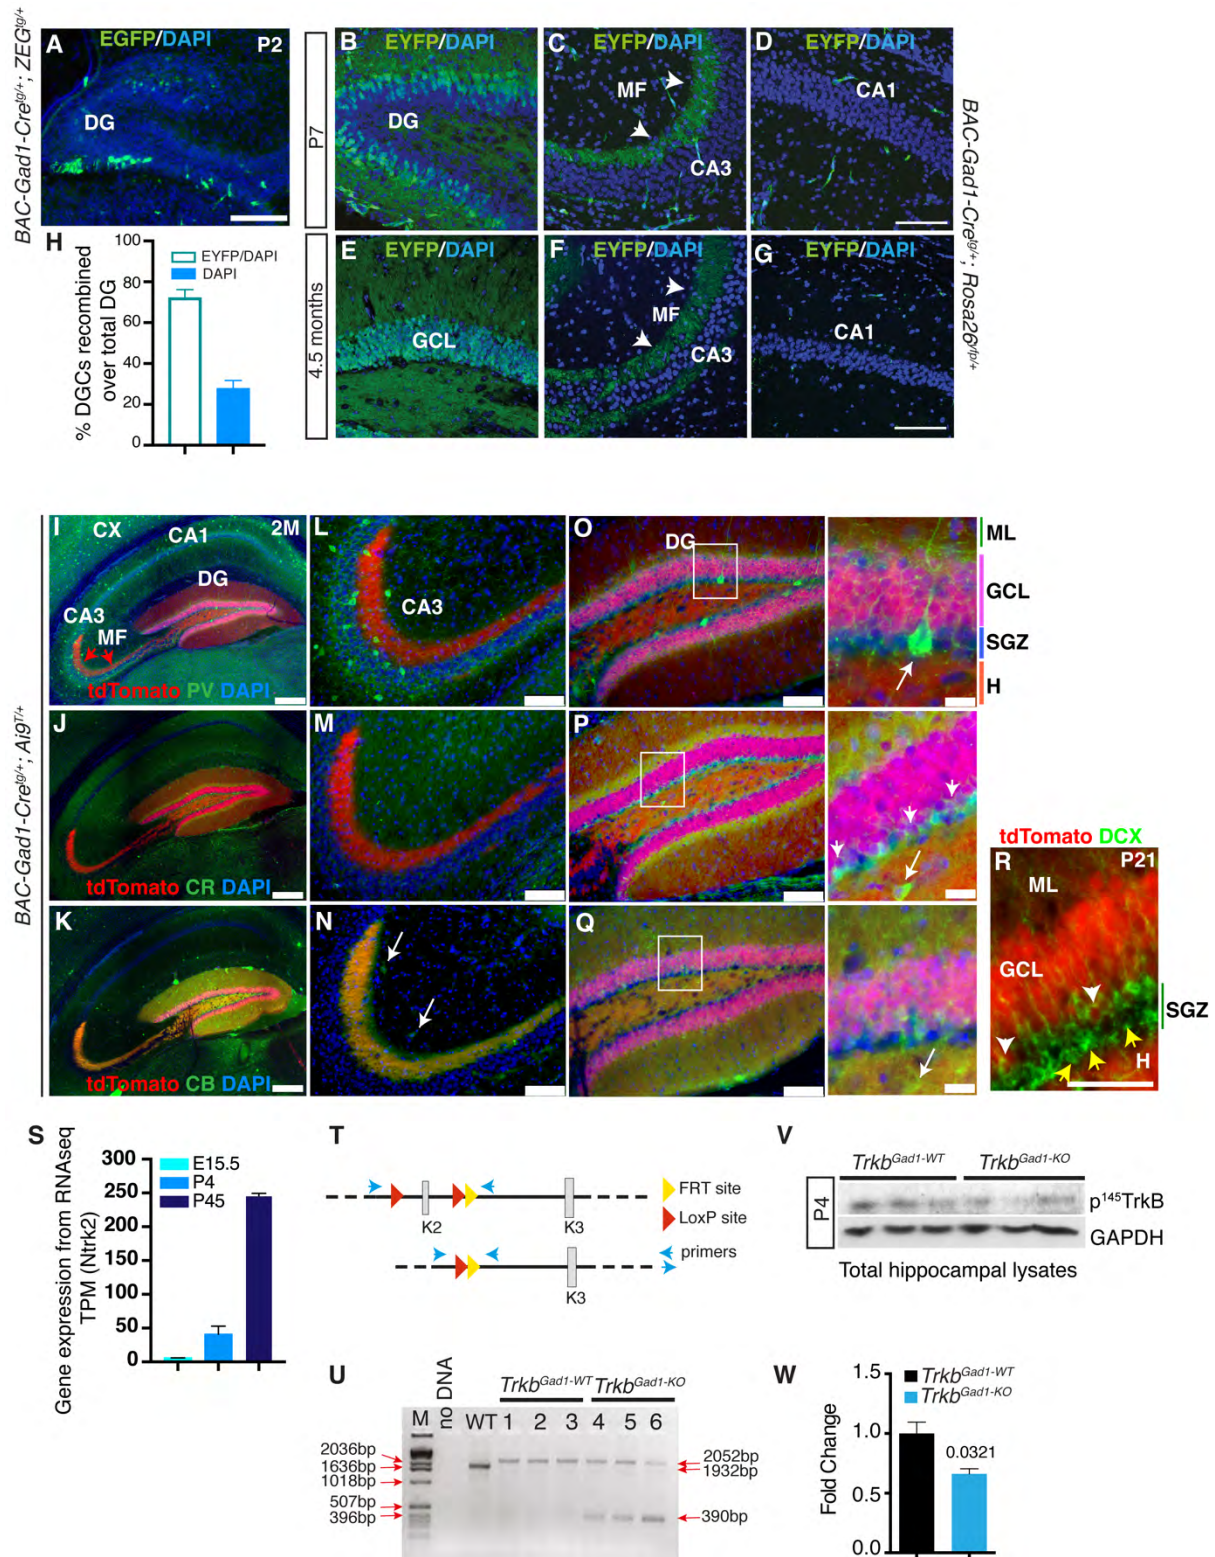 BAC-Gad1-Cre^tg/+; ZEG^tg/+
A EGFP/DAPI P2
DG
P7
B EYFP/DAPI
DG
C EYFP/DAPI
MF
CA3
D EYFP/DAPI
CA1
BAC-Gad1-Cre^tg/+; Rosa26^yfp/+
H
% DGCs recombined
over total DG
100
80
60
40
20
0
EYFP/DAPI
DAPI
4.5 months
E EYFP/DAPI
GCL
F EYFP/DAPI
MF
CA3
G EYFP/DAPI
CA1
BAC-Gad1-Cre^tg/+; Ai9^T/+
I CX CA1 2M
DG
CA3
MF
tdTomato PV DAPI
L
CA3
O
DG
ML
GCL
SGZ
H
J
tdTomato CR DAPI
M
P
K
tdTomato CB DAPI
N
Q
tdTomato DCX
R P21
ML
GCL
SGZ
H
S
Gene expression from RNAseq
TPM (Ntrk2)
300
250
200
150
100
50
0
E15.5
P4
P45
T
K2
K3
K3
FRT site
LoxP site
primers
V
Trkb^Gad1-WT Trkb^Gad1-KO
P4
p^145TrkB
GAPDH
Total hippocampal lysates
U
Trkb^Gad1-WT Trkb^Gad1-KO
M no DNA WT 1 2 3 4 5 6
2036bp
1636bp
1018bp
507bp
396bp
2052bp
1932bp
390bp
W
Fold Change
1.5
1.0
0.5
0.0
Trkb^Gad1-WT
Trkb^Gad1-KO
0.0321